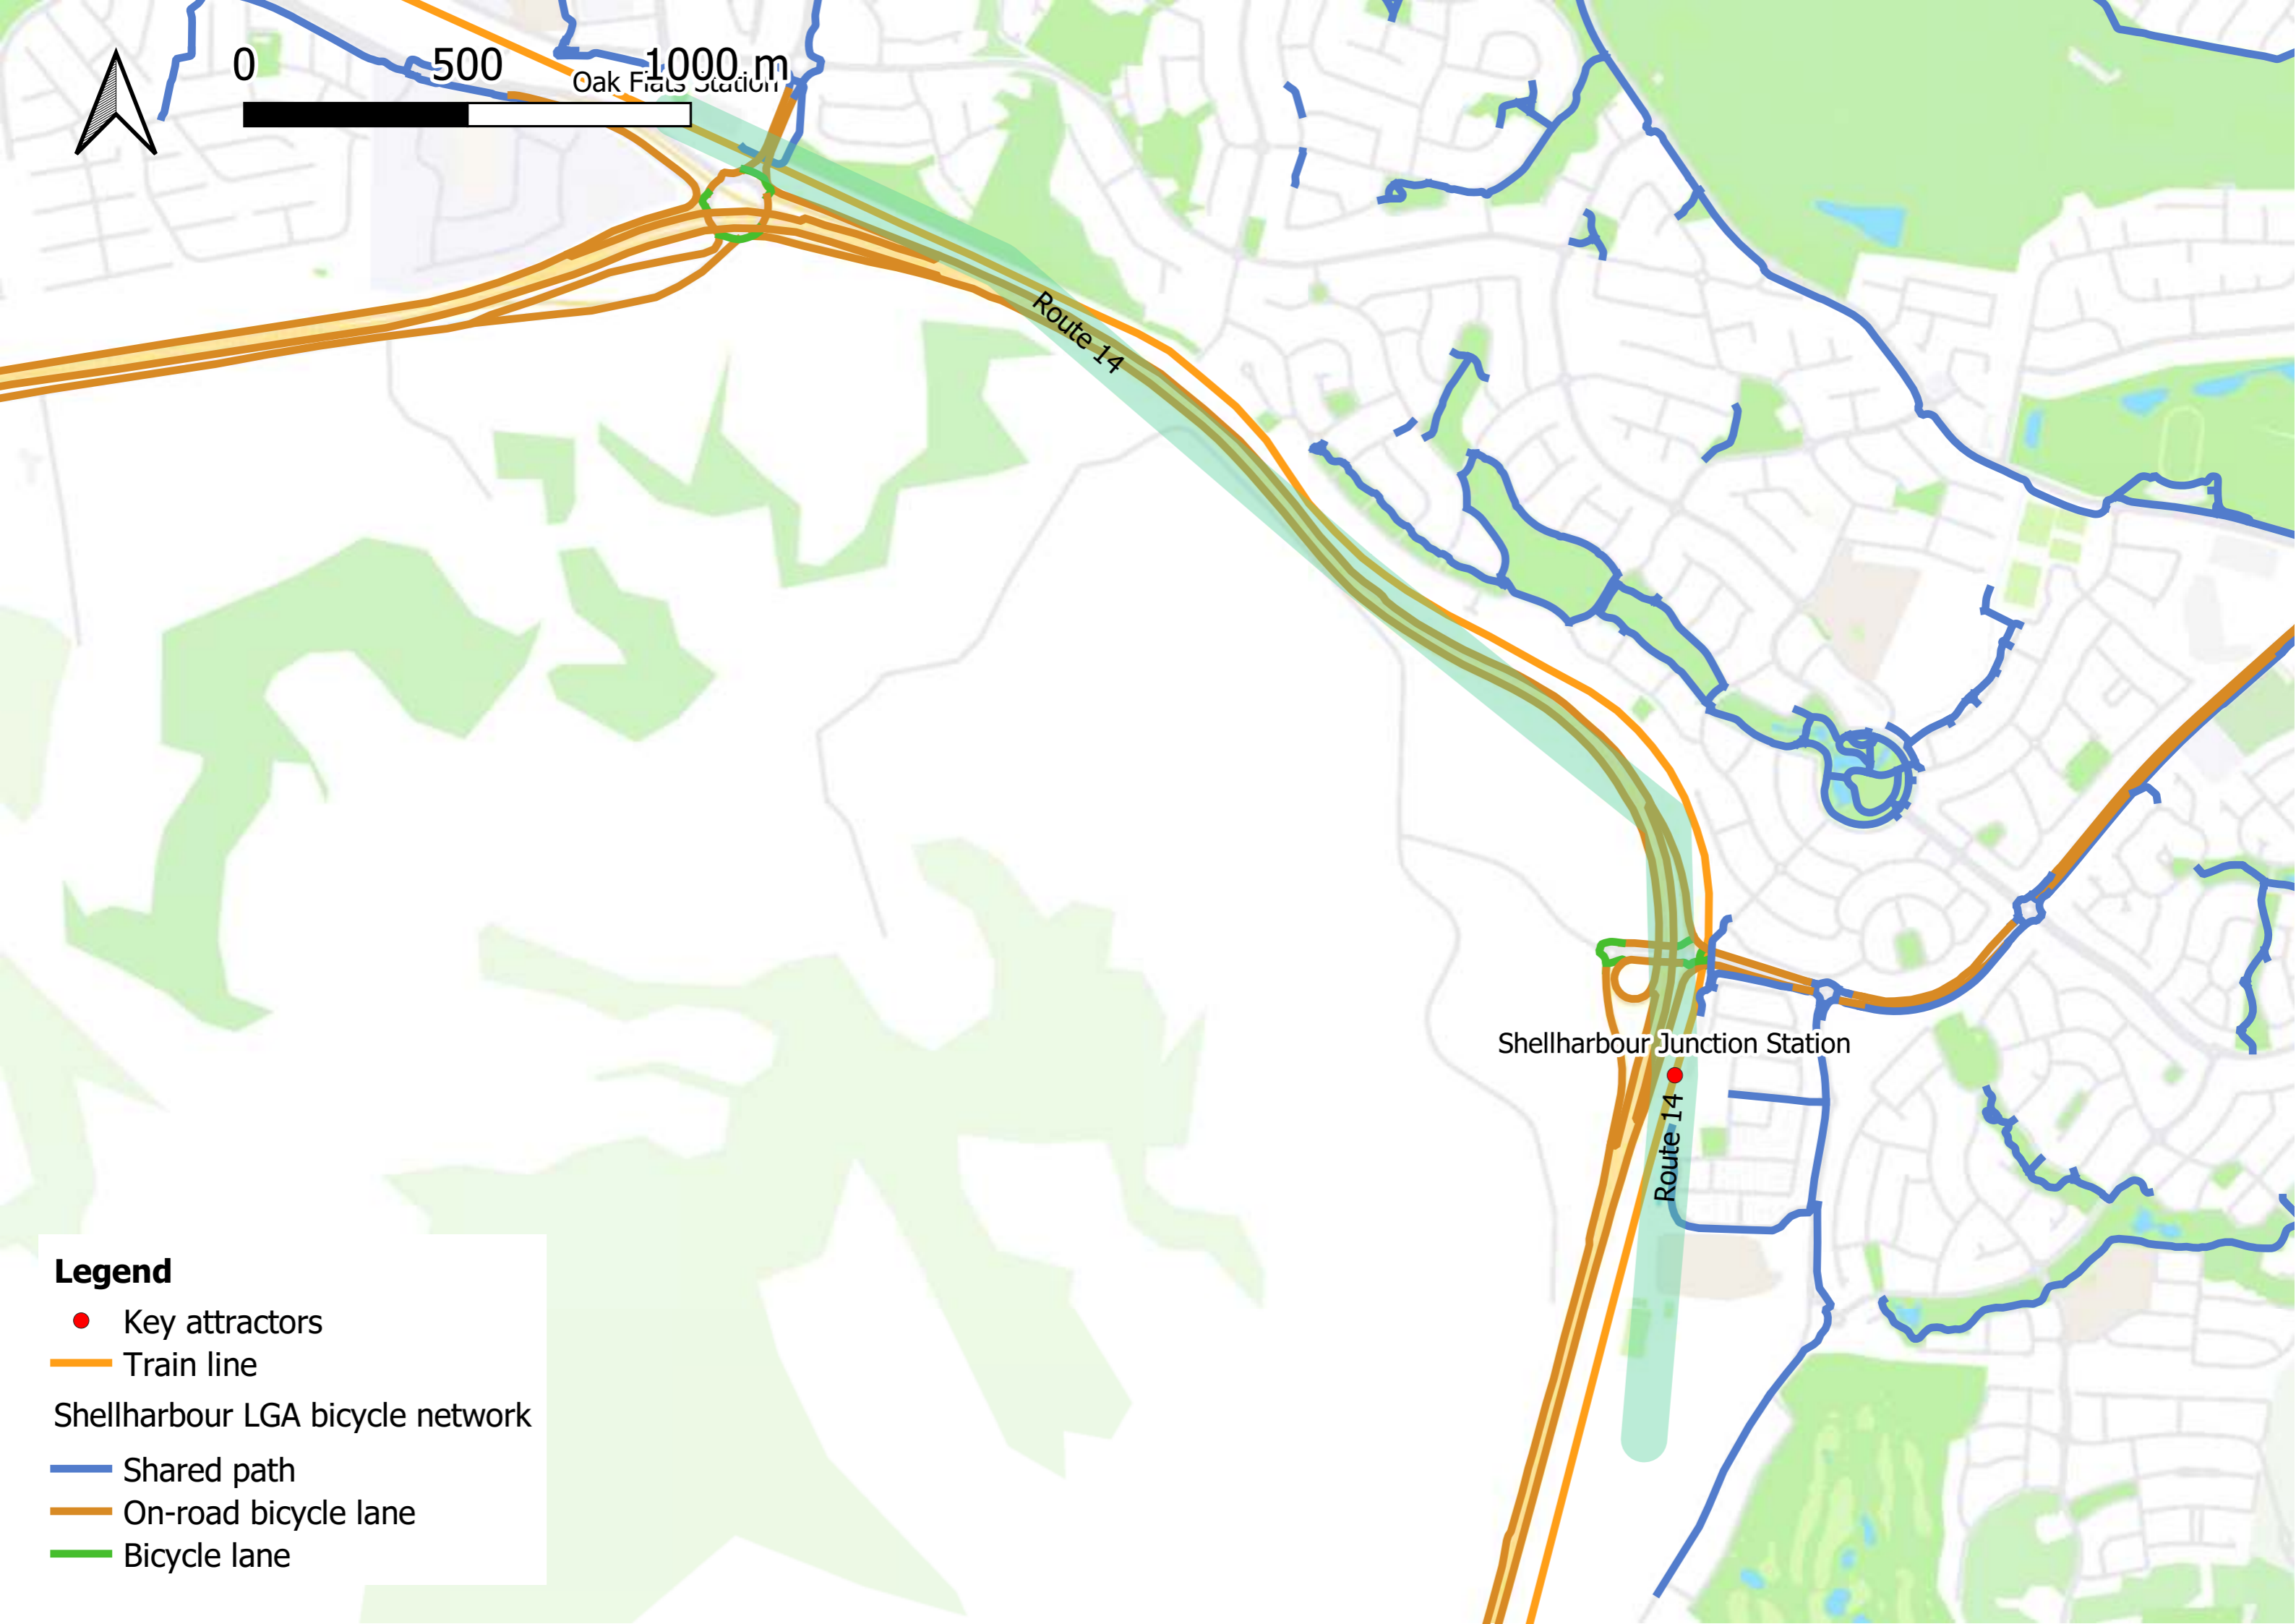 0 500 1000 m
Oak Flats Station
Route 14
Shellharbour Junction Station
Route 14
Legend
Key attractors
Train line
Shellharbour LGA bicycle network
Shared path
On-road bicycle lane
Bicycle lane